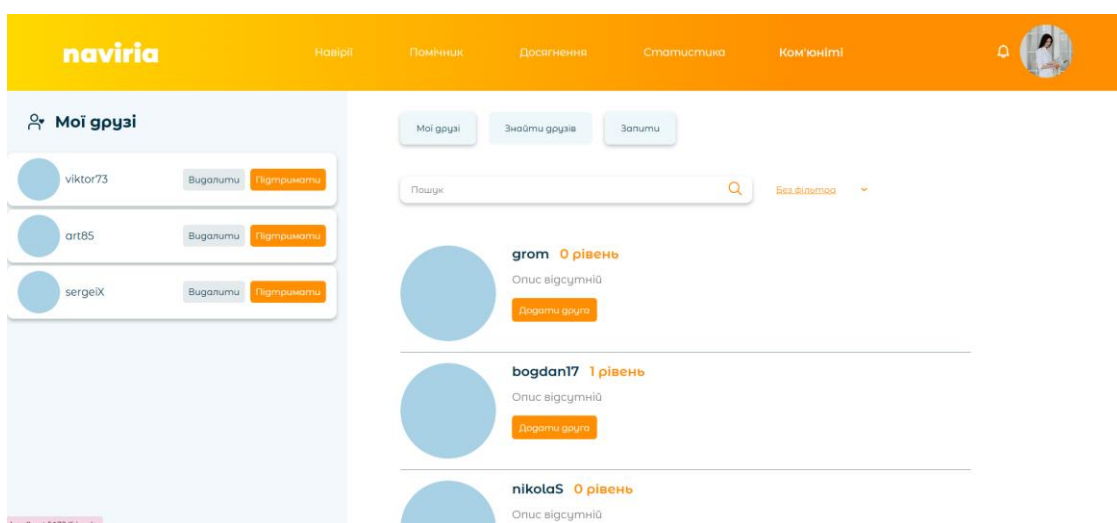 naviria
Навірії Помічник Досягнення Статистика Ком'юніті
Мої друзі
viktor73 Видалити Підтримати
art85 Видалити Підтримати
sergeiX Видалити Підтримати
Мої друзі Знайти друзів Запити
Пошук Без фільтра
grom 0 рівень
Опис відсутній
Додати друга
bogdan17 1 рівень
Опис відсутній
Додати друга
nikolaS 0 рівень
Опис відсутній